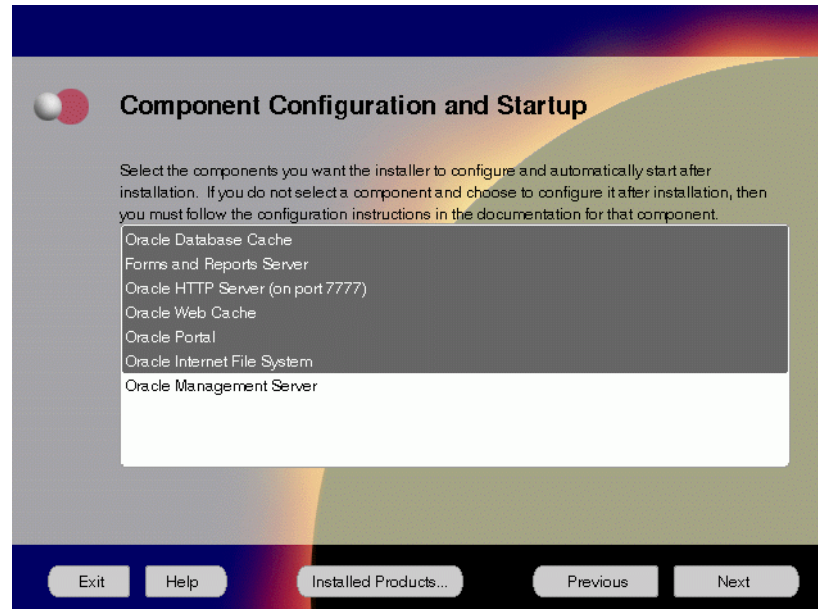 Component Configuration and Startup
Select the components you want the installer to configure and automatically start after
installation. If you do not select a component and choose to configure it after installation, then
you must follow the configuration instructions in the documentation for that component.
Oracle Database Cache
Forms and Reports Server
Oracle HTTP Server (on port 7777)
Oracle Web Cache
Oracle Portal
Oracle Internet File System
Oracle Management Server
Exit Help Installed Products... Previous Next